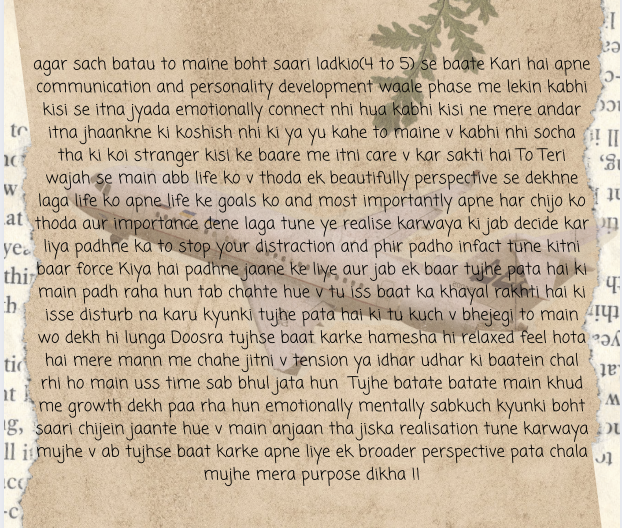 agar sach batau to maine boht saari ladkio(4 to 5) se baate Kari hai apne
communication and personality development waale phase me lekin kabhi
kisi se itna jyada emotionally connect nhi hua kabhi kisi ne mere andar
itna jhaankne ki koshish nhi ki ya yu kahe to maine v kabhi nhi socha
tha ki koi stranger kisi ke baare me itni care v kar sakti hai To Teri
wajah se main abb life ko v thoda ek beautifully perspective se dekhne
laga life ko apne life ke goals ko and most importantly apne har chijo ko
thoda aur importance dene laga tune ye realise karwaya ki jab decide kar
liya padhne ka to stop your distraction and phir padho infact tune kitni
baar force Kiya hai padhne jaane ke liye aur jab ek baar tujhe pata hai ki
main padh raha hun tab chahte hue v tu iss baat ka khayal rakhti hai ki
isse disturb na karu kyunki tujhe pata hai ki tu kuch v bhejegi to main
wo dekh hi lunga Doosra tujhse baat karke hamesha hi relaxed feel hota
hai mere mann me chahe jitni v tension ya idhar udhar ki baatein chal
rhi ho main uss time sab bhul jata hun Tujhe batate batate main khud
me growth dekh paa rha hun emotionally mentally sabkuch kyunki boht
saari chijein jaante hue v main anjaan tha jiska realisation tune karwaya
mujhe v ab tujhse baat karke apne liye ek broader perspective pata chala
mujhe mera purpose dikha ll